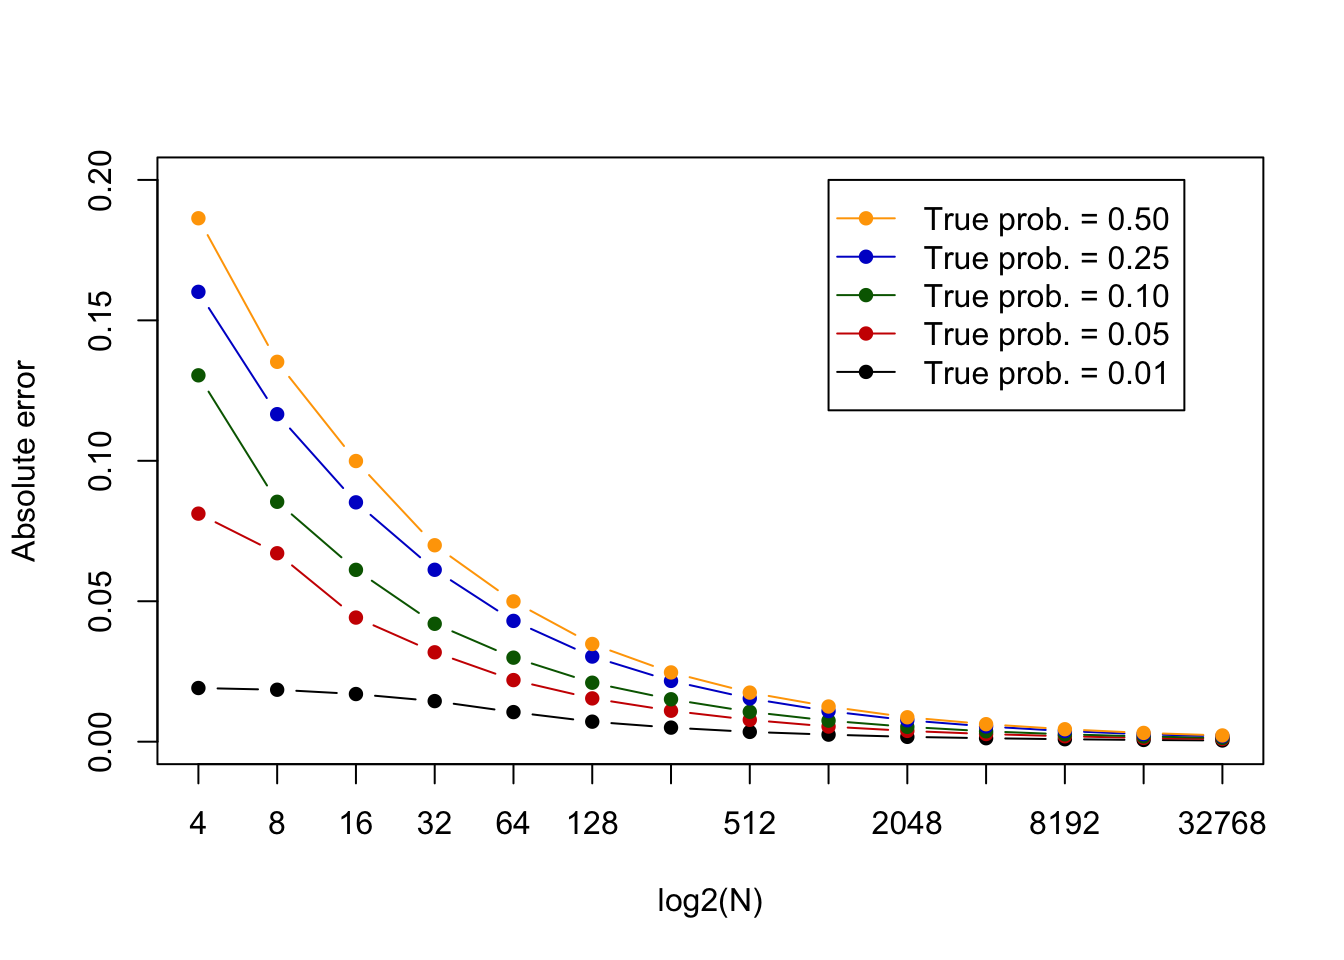 0.20
0.15
0.10
0.05
0.00
Absolute error
True prob. = 0.50
True prob. = 0.25
True prob. = 0.10
True prob. = 0.05
True prob. = 0.01
4 8 16 32 64 128 512 2048 8192 32768
log2(N)